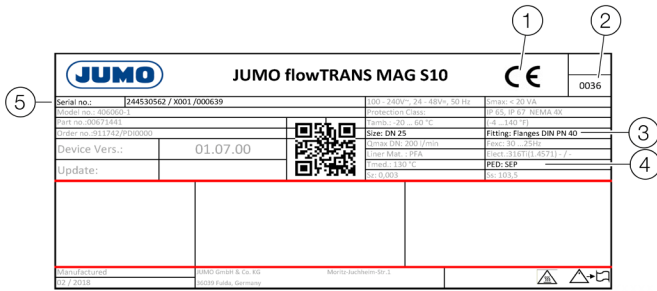 1
2
JUMO
JUMO flowTRANS MAG S10
CE
0036
5
Serial no.: 244530562 / X001 /000639
100 - 240V~, 24 - 48V=, 50 Hz
Smax: < 20 VA
Model no.: 406060-1
Protection Class:
IP 65, IP 67 NEMA 4X
Part no.:00671441
Tamb.: -20 ... 60 °C
(-4 ...140 °F)
Order no.:911742/PDI0000
Size: DN 25
Fitting: Flanges DIN PN 40
3
Device Vers.: 01.07.00
Qmax DN: 200 l/min
Fexc: 30 ...25Hz
Liner Mat. : PFA
Elect.:316Ti(1.4571) - / -
Update:
Tmed.: 130 °C
PED: SEP
4
Sz: 0,003
Ss: 103,5
Manufactured
JUMO GmbH & Co. KG
Moritz-Juchheim-Str.1
02 / 2018
36039 Fulda, Germany